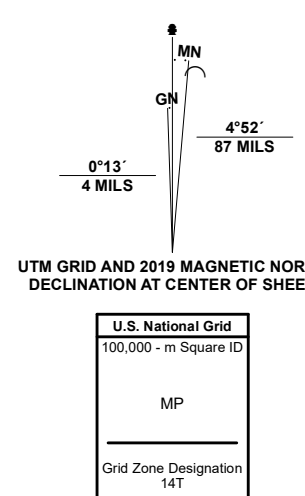 MN
GN
4°52´
87 MILS
0°13´
4 MILS
UTM GRID AND 2019 MAGNETIC NOR
DECLINATION AT CENTER OF SHEE
U.S. National Grid
100,000 - m Square ID
MP
Grid Zone Designation
14T